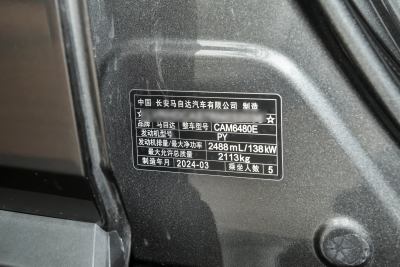 中国 长安马自达汽车有限公司 制造
☆ ☆
品牌 马自达 整车型号 CAM6480E
发动机型号 PY
发动机排量/最大净功率 2488mL/138kW
最大允许总质量 2113kg
制造年月 2024-03 乘坐人数 5